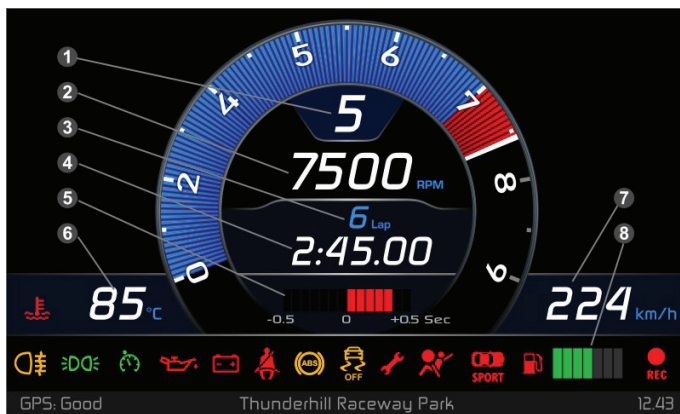 1
2
3
4
5
6
7
8
0
2
4
5
6
7
8
9
5
7500 RPM
6 Lap
2:45.00
-0.5 0 +0.5 Sec
85 °C
224 km/h
ABS
OFF
SPORT
REC
GPS: Good Thunderhill Raceway Park 12.43